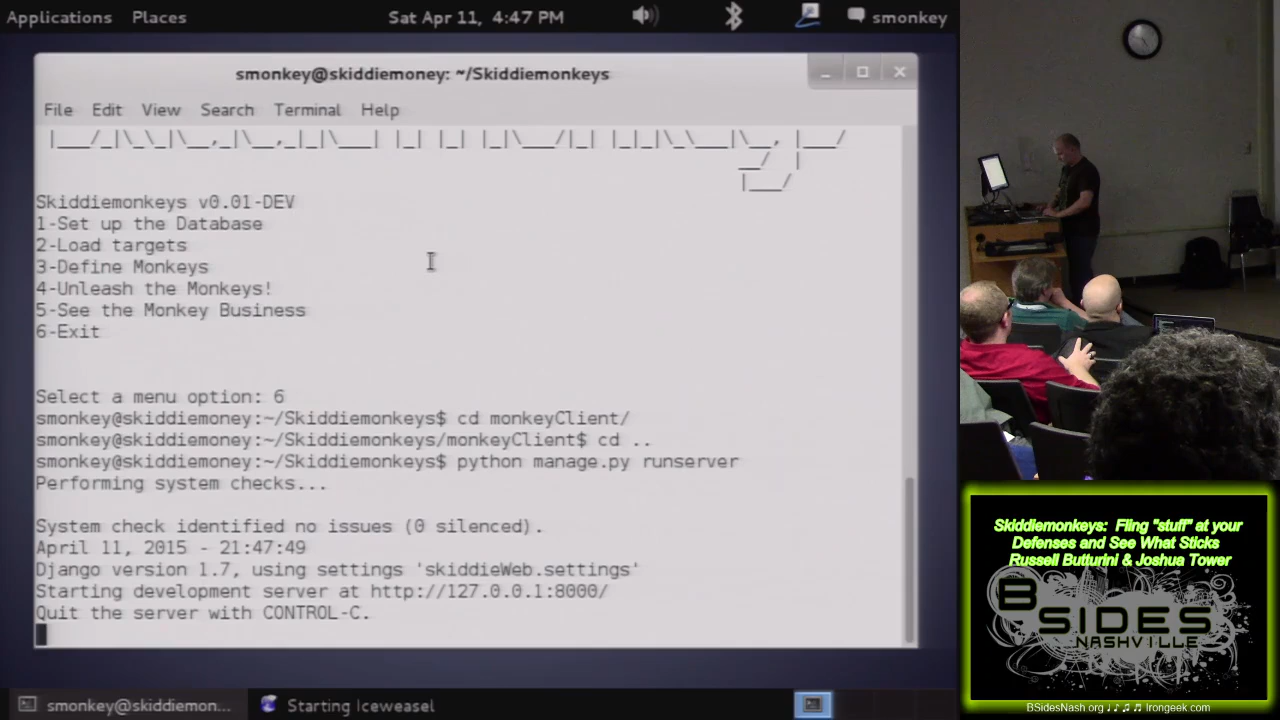 Applications Places Sat Apr 11, 4:47 PM smonkey
smonkey@skiddiemoney: ~/Skiddiemonkeys
File Edit View Search Terminal Help
Skiddiemonkeys v0.01-DEV
1-Set up the Database
2-Load targets
3-Define Monkeys
4-Unleash the Monkeys!
5-See the Monkey Business
6-Exit
Select a menu option: 6
smonkey@skiddiemoney:~/Skiddiemonkeys$ cd monkeyClient/
smonkey@skiddiemoney:~/Skiddiemonkeys/monkeyClient$ cd ..
smonkey@skiddiemoney:~/Skiddiemonkeys$ python manage.py runserver
Performing system checks...
System check identified no issues (0 silenced).
April 11, 2015 - 21:47:49
Django version 1.7, using settings 'skiddieWeb.settings'
Starting development server at http://127.0.0.1:8000/
Quit the server with CONTROL-C.
smonkey@skiddiemon... Starting Iceweasel
Skiddiemonkeys: Fling "stuff" at your
Defenses and See What Sticks
Russell Butturini & Joshua Tower
BSIDES
NASHVILLE
BSidesNash.org ♩♪♫♬ Irongeek.com